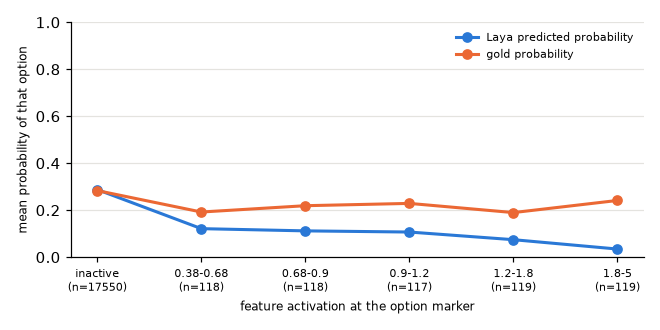 1.0
0.8
0.6
0.4
0.2
0.0
mean probability of that option
Laya predicted probability
gold probability
inactive
(n=17550)
0.38-0.68
(n=118)
0.68-0.9
(n=118)
0.9-1.2
(n=117)
1.2-1.8
(n=119)
1.8-5
(n=119)
feature activation at the option marker